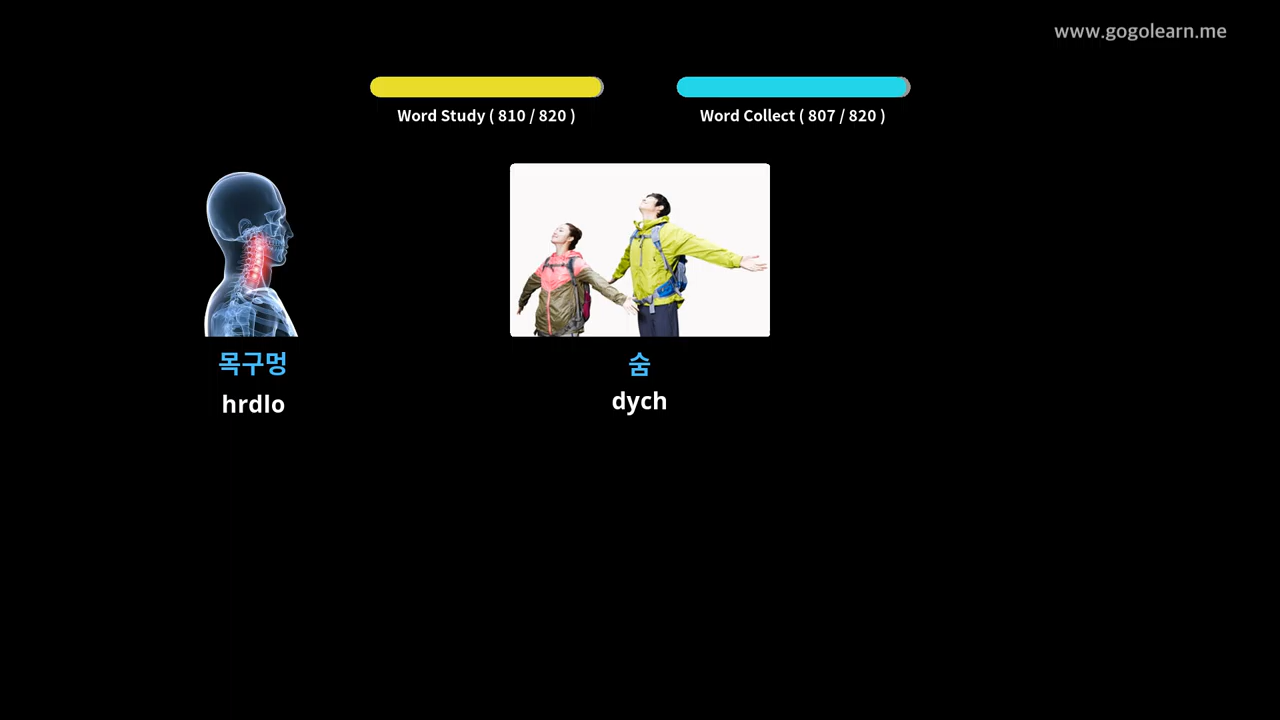 www.gogolearn.me
Word Study ( 810 / 820 )
Word Collect ( 807 / 820 )
목구멍
hrdlo
숨
dych